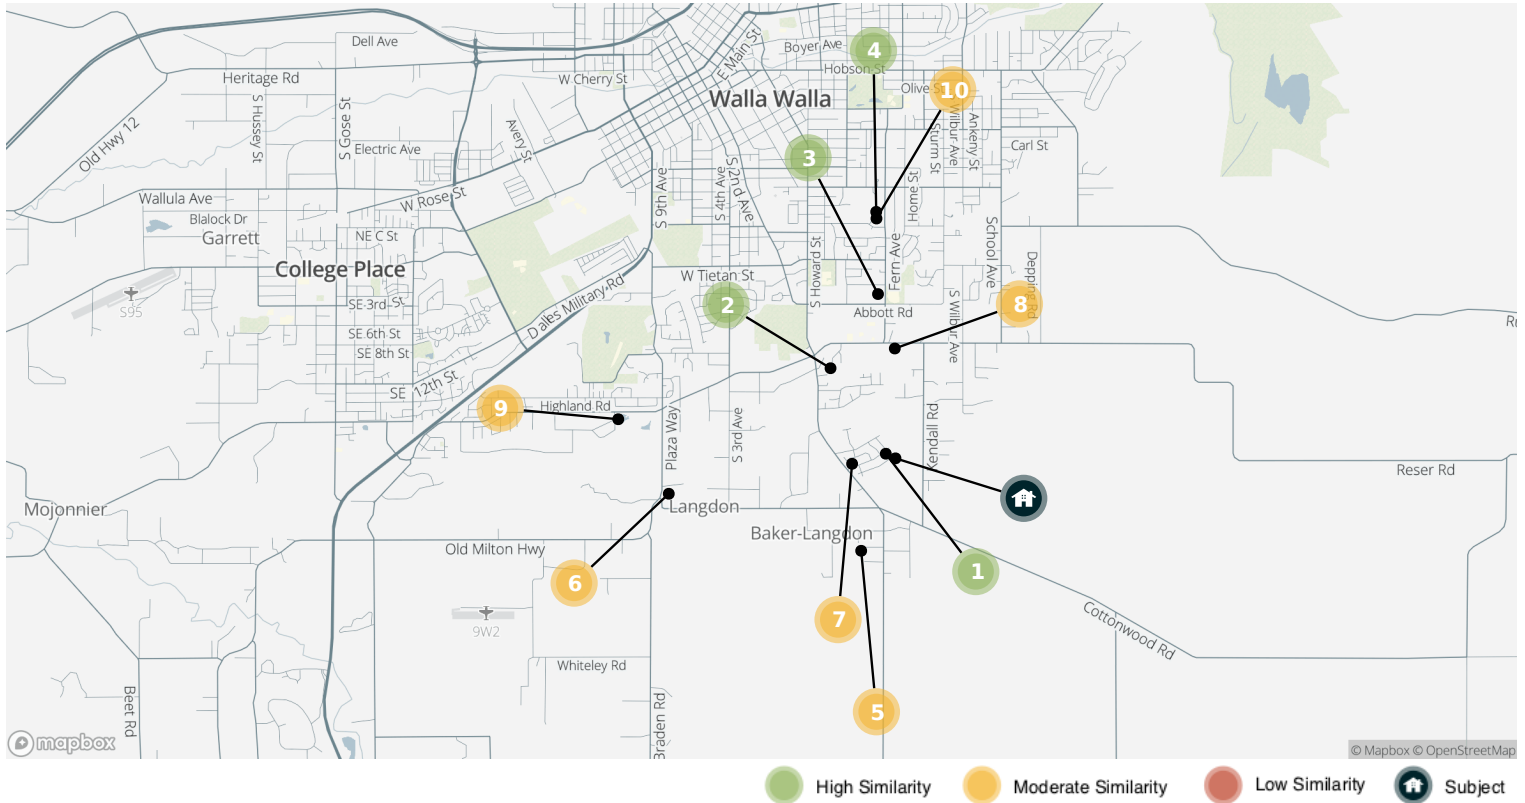 Dell Ave
Boyer Ave
E Main St
4
Hobson St
Heritage Rd
W Cherry St
Walla Walla
Olive
10
S Hussey St
S Gose St
Old Hwy 12
Avery St
Electric Ave
3
Sturm St
Wilbur Ave
Ankeny St
Carl St
Wallula Ave
W Rose St
S 9th Ave
S 4th Ave
S 2nd Ave
Home St
Blalock Dr
Garrett
NE C St
College Place
S Howard St
Fern Ave
School Ave
Depping Rd
W Tietan St
S95
SE 3rd St
Dalles Military Rd
2
Abbott Rd
S Wilbur Ave
8
SE 6th St
SE 8th St
SE 12th St
9
Highland Rd
Plaza Way
S 3rd Ave
Kendall Rd
Reser Rd
Mojonnier
Langdon
Baker-Langdon
Old Milton Hwy
6
1
9W2
7
Cottonwood Rd
Whiteley Rd
Beet Rd
Braden Rd
5
mapbox
© Mapbox © OpenStreetMap
High Similarity
Moderate Similarity
Low Similarity
Subject